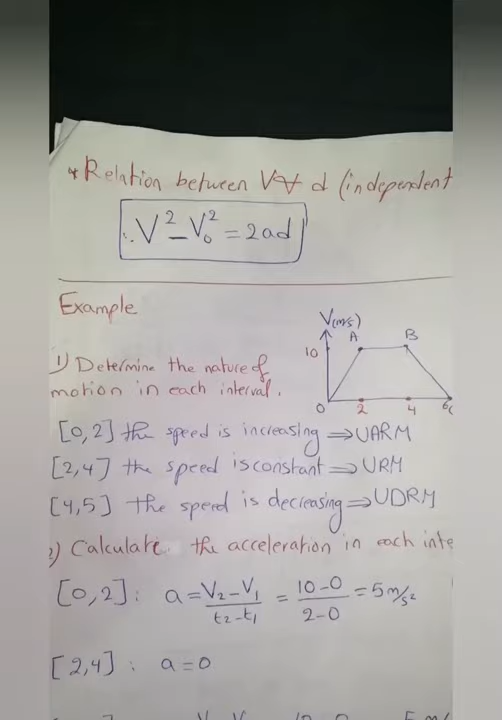 * Relation between V & d (independent
∴ V² - V₀² = 2ad
Example
1) Determine the nature of
motion in each interval.
V(m/s)
A
B
10
0
2
4
[0,2] the speed is increasing ⇒ UARM
[2,4] the speed is constant ⇒ URM
[4,5] the speed is decreasing ⇒ UDRM
2) Calculate. the acceleration in each inte
[0,2] : a = V₂-V₁/t₂-t₁ = 10-0/2-0 = 5 m/s²
[2,4] : a = 0